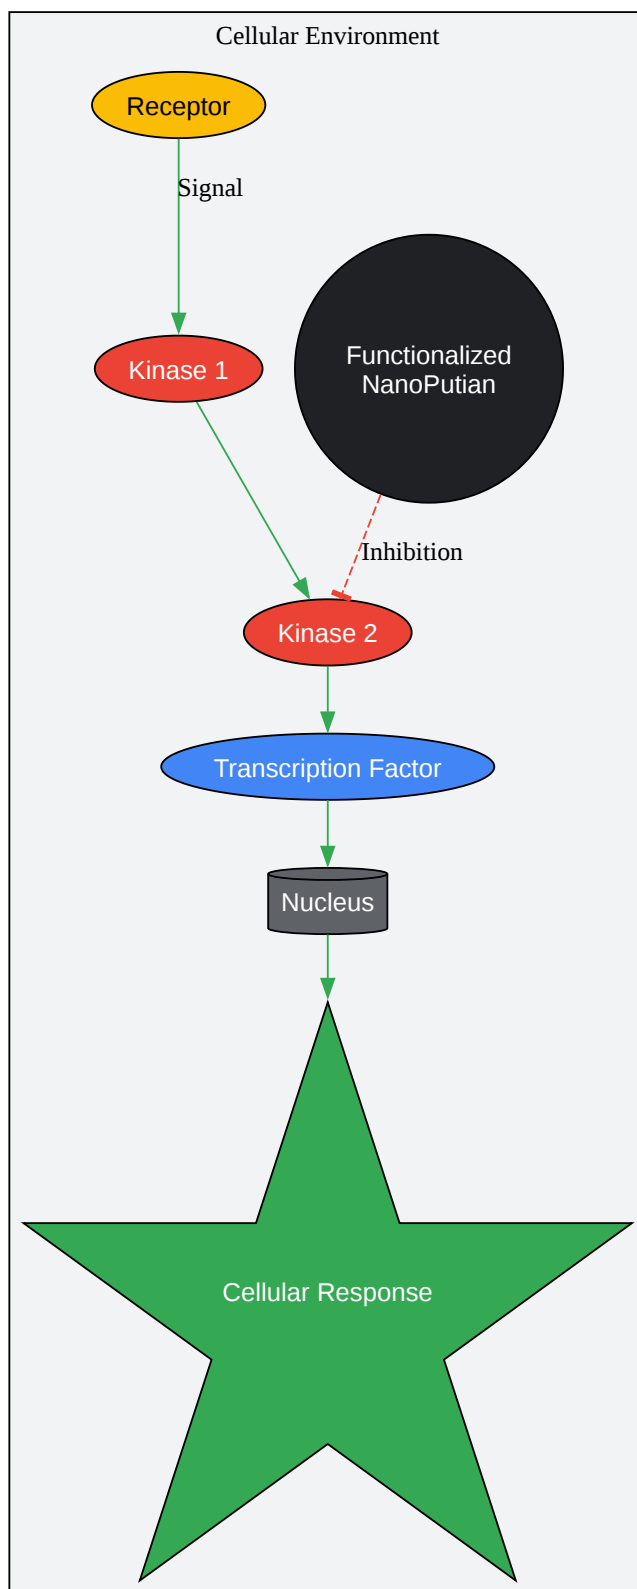 Cellular Environment
Receptor
Signal
Functionalized
NanoPutian
Kinase 1
Inhibition
Kinase 2
Transcription Factor
Nucleus
Cellular Response